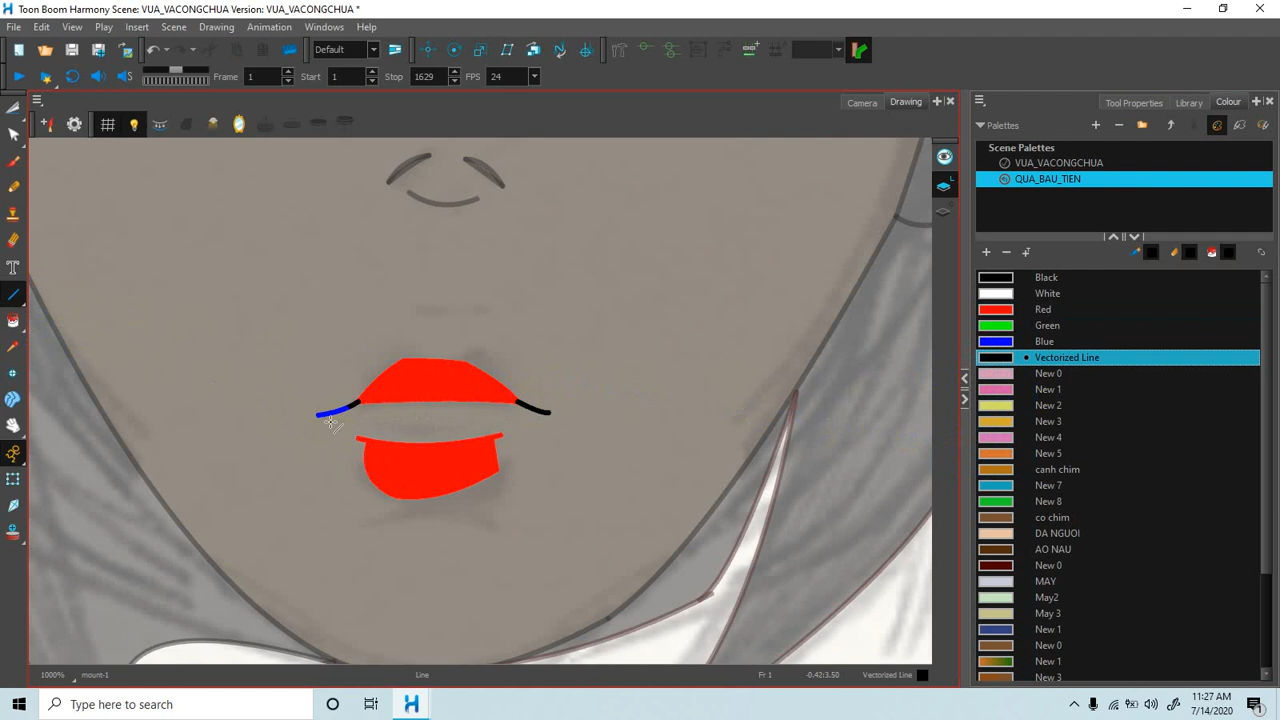 Toon Boom Harmony Scene: VUA_VACONGCHUA Version: VUA_VACONGCHUA *
File Edit View Play Insert Scene Drawing Animation Windows Help
Default
Frame 1 Start 1 Stop 1629 FPS 24
Camera Drawing
Tool Properties Library Colour
Palettes
Scene Palettes
VUA_VACONGCHUA
QUA_BAU_TIEN
Black
White
Red
Green
Blue
Vectorized Line
New 0
New 1
New 2
New 3
New 4
New 5
canh chim
New 7
New 8
co chim
DA NGUOI
AO NAU
New 0
MAY
May2
May 3
New 1
New 0
New 1
New 3
1000% mount-1 Line Fr 1 -0.42:3.50 Vectorized Line
Type here to search
11:27 AM
7/14/2020
1